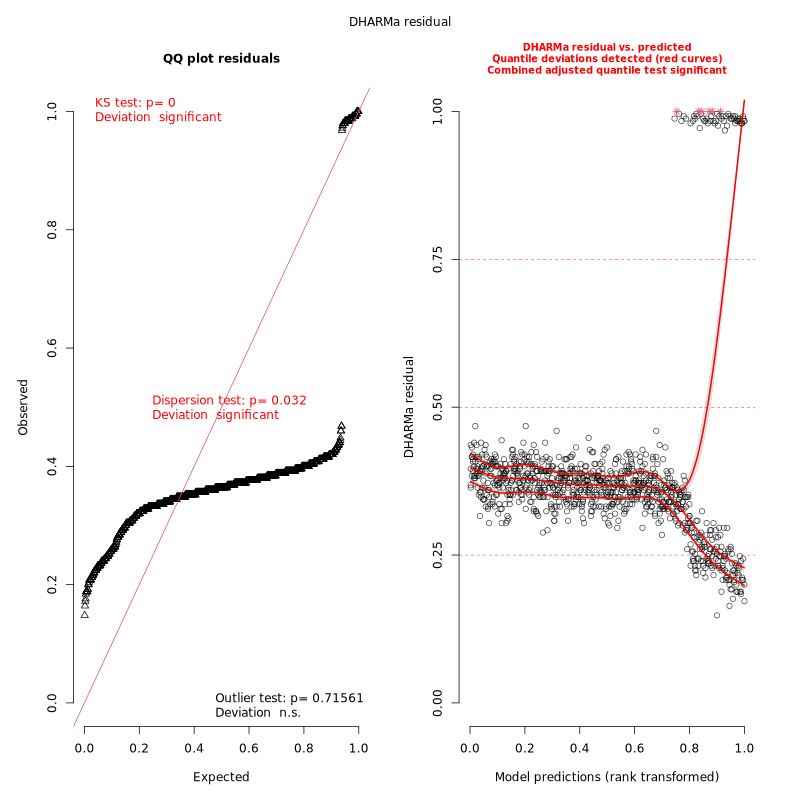 DHARMa residual
QQ plot residuals
KS test: p= 0
Deviation  significant
Dispersion test: p= 0.032
Deviation  significant
Outlier test: p= 0.71561
Deviation  n.s.
Observed
0.0
0.2
0.4
0.6
0.8
1.0
0.0 0.2 0.4 0.6 0.8 1.0
Expected
DHARMa residual vs. predicted
Quantile deviations detected (red curves)
Combined adjusted quantile test significant
DHARMa residual
0.00
0.25
0.50
0.75
1.00
0.0 0.2 0.4 0.6 0.8 1.0
Model predictions (rank transformed)